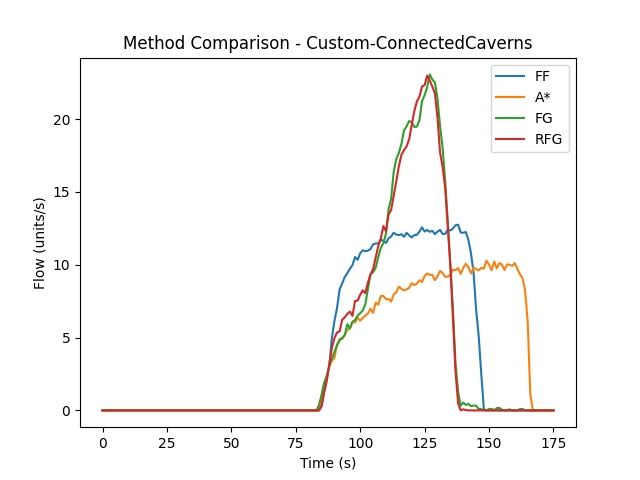 Method Comparison - Custom-ConnectedCaverns
FF
A*
FG
RFG
Flow (units/s)
20
15
10
5
0
0 25 50 75 100 125 150 175
Time (s)